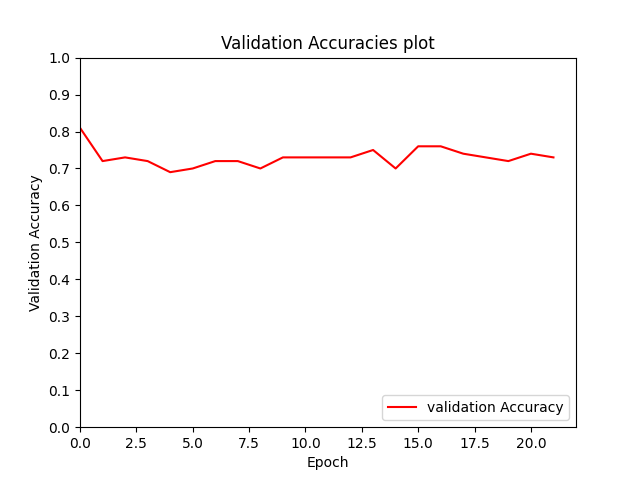 Validation Accuracies plot
1.0
0.9
0.8
0.7
0.6
0.5
0.4
0.3
0.2
0.1
0.0
Validation Accuracy
validation Accuracy
0.0 2.5 5.0 7.5 10.0 12.5 15.0 17.5 20.0
Epoch